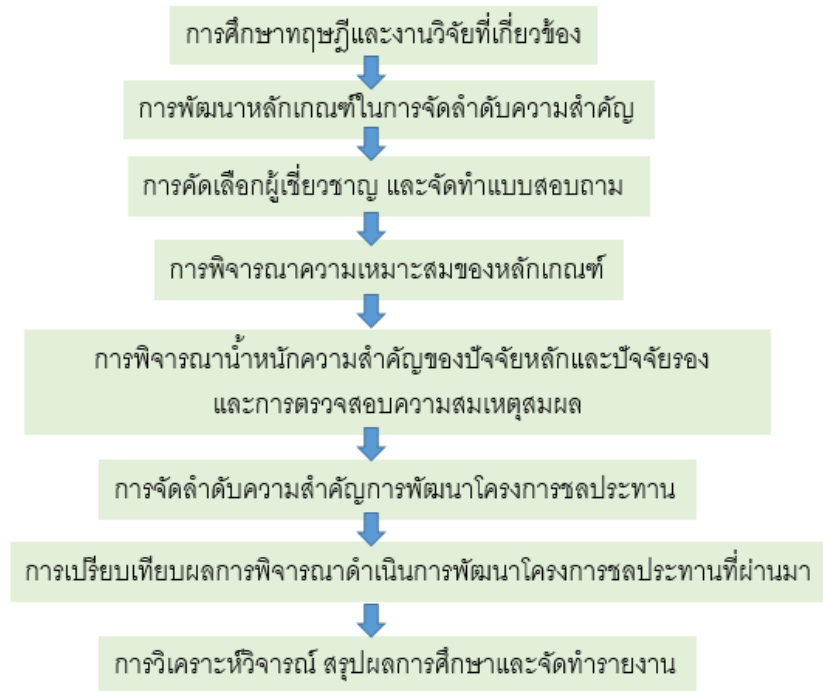 การศึกษาทฤษฎีและงานวิจัยที่เกี่ยวข้อง
การพัฒนาหลักเกณฑ์ในการจัดลำดับความสำคัญ
การคัดเลือกผู้เชี่ยวชาญ และจัดทำแบบสอบถาม
การพิจารณาความเหมาะสมของหลักเกณฑ์
การพิจารณาน้ำหนักความสำคัญของปัจจัยหลักและปัจจัยรอง
และการตรวจสอบความสมเหตุสมผล
การจัดลำดับความสำคัญการพัฒนาโครงการชลประทาน
การเปรียบเทียบผลการพิจารณาดำเนินการพัฒนาโครงการชลประทานที่ผ่านมา
การวิเคราะห์วิจารณ์ สรุปผลการศึกษาและจัดทำรายงาน